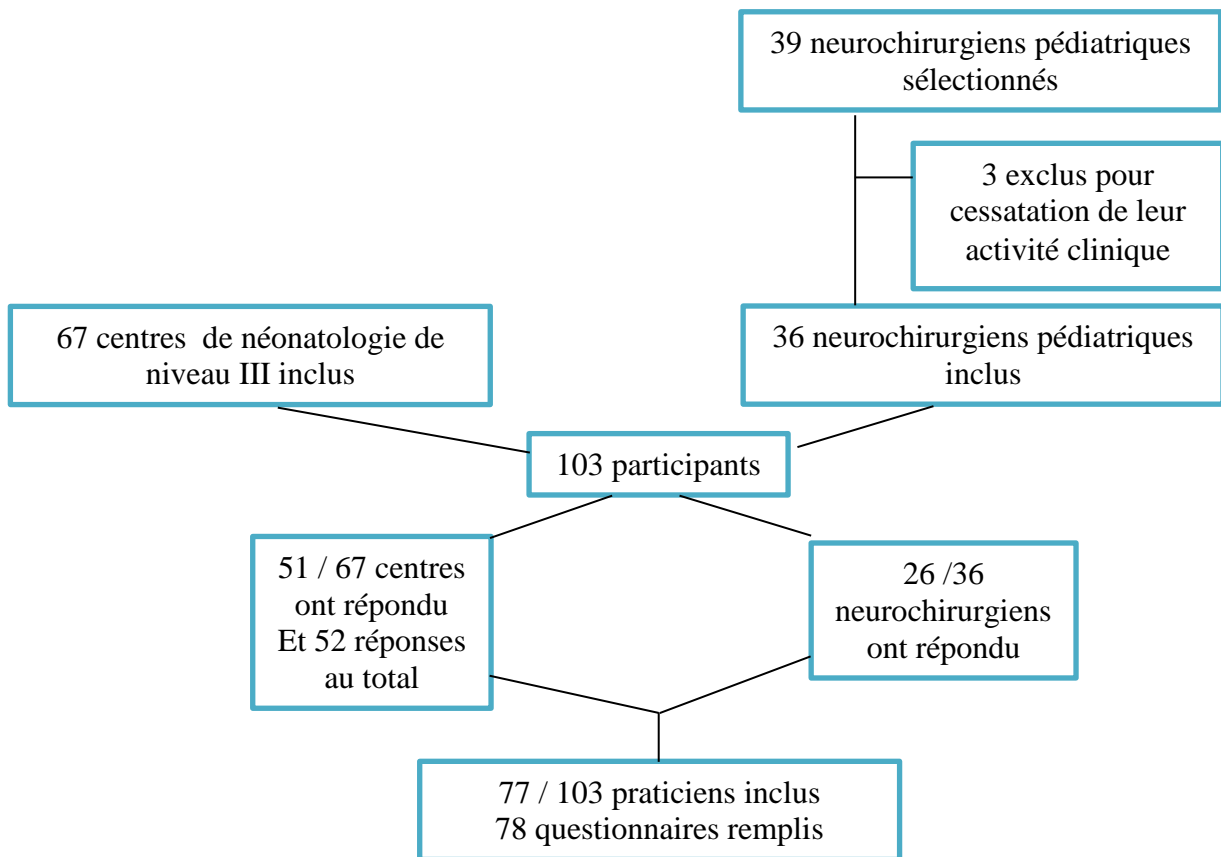 39 neurochirurgiens pédiatriques
sélectionnés
3 exclus pour
cessatation de leur
activité clinique
67 centres de néonatologie de
niveau III inclus
36 neurochirurgiens pédiatriques
inclus
103 participants
51 / 67 centres
ont répondu
Et 52 réponses
au total
26 /36
neurochirurgiens
ont répondu
77 / 103 praticiens inclus
78 questionnaires remplis